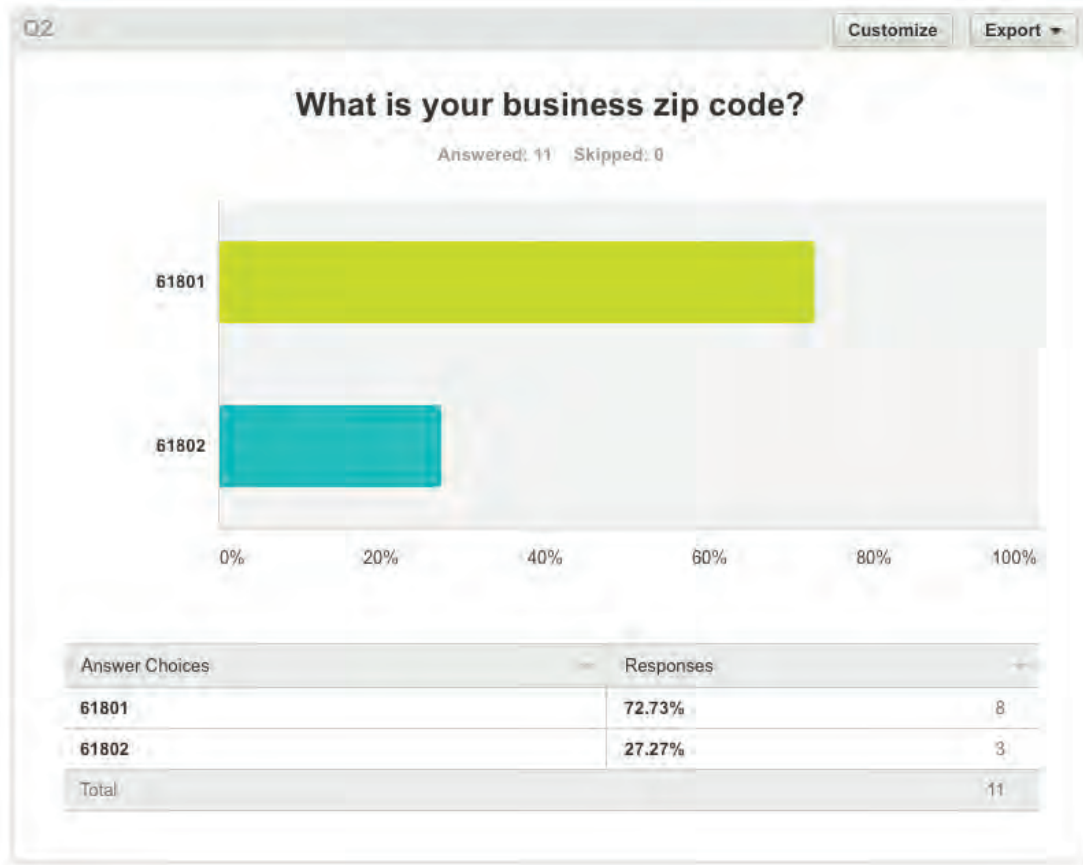 Q2 Customize Export
What is your business zip code?
Answered: 11 Skipped: 0
61801
61802
0% 20% 40% 60% 80% 100%
Answer Choices Responses
61801 72.73% 8
61802 27.27% 3
Total 11